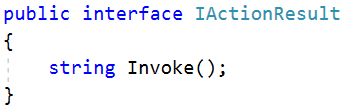 public interface IActionResult
{
    string Invoke();
}